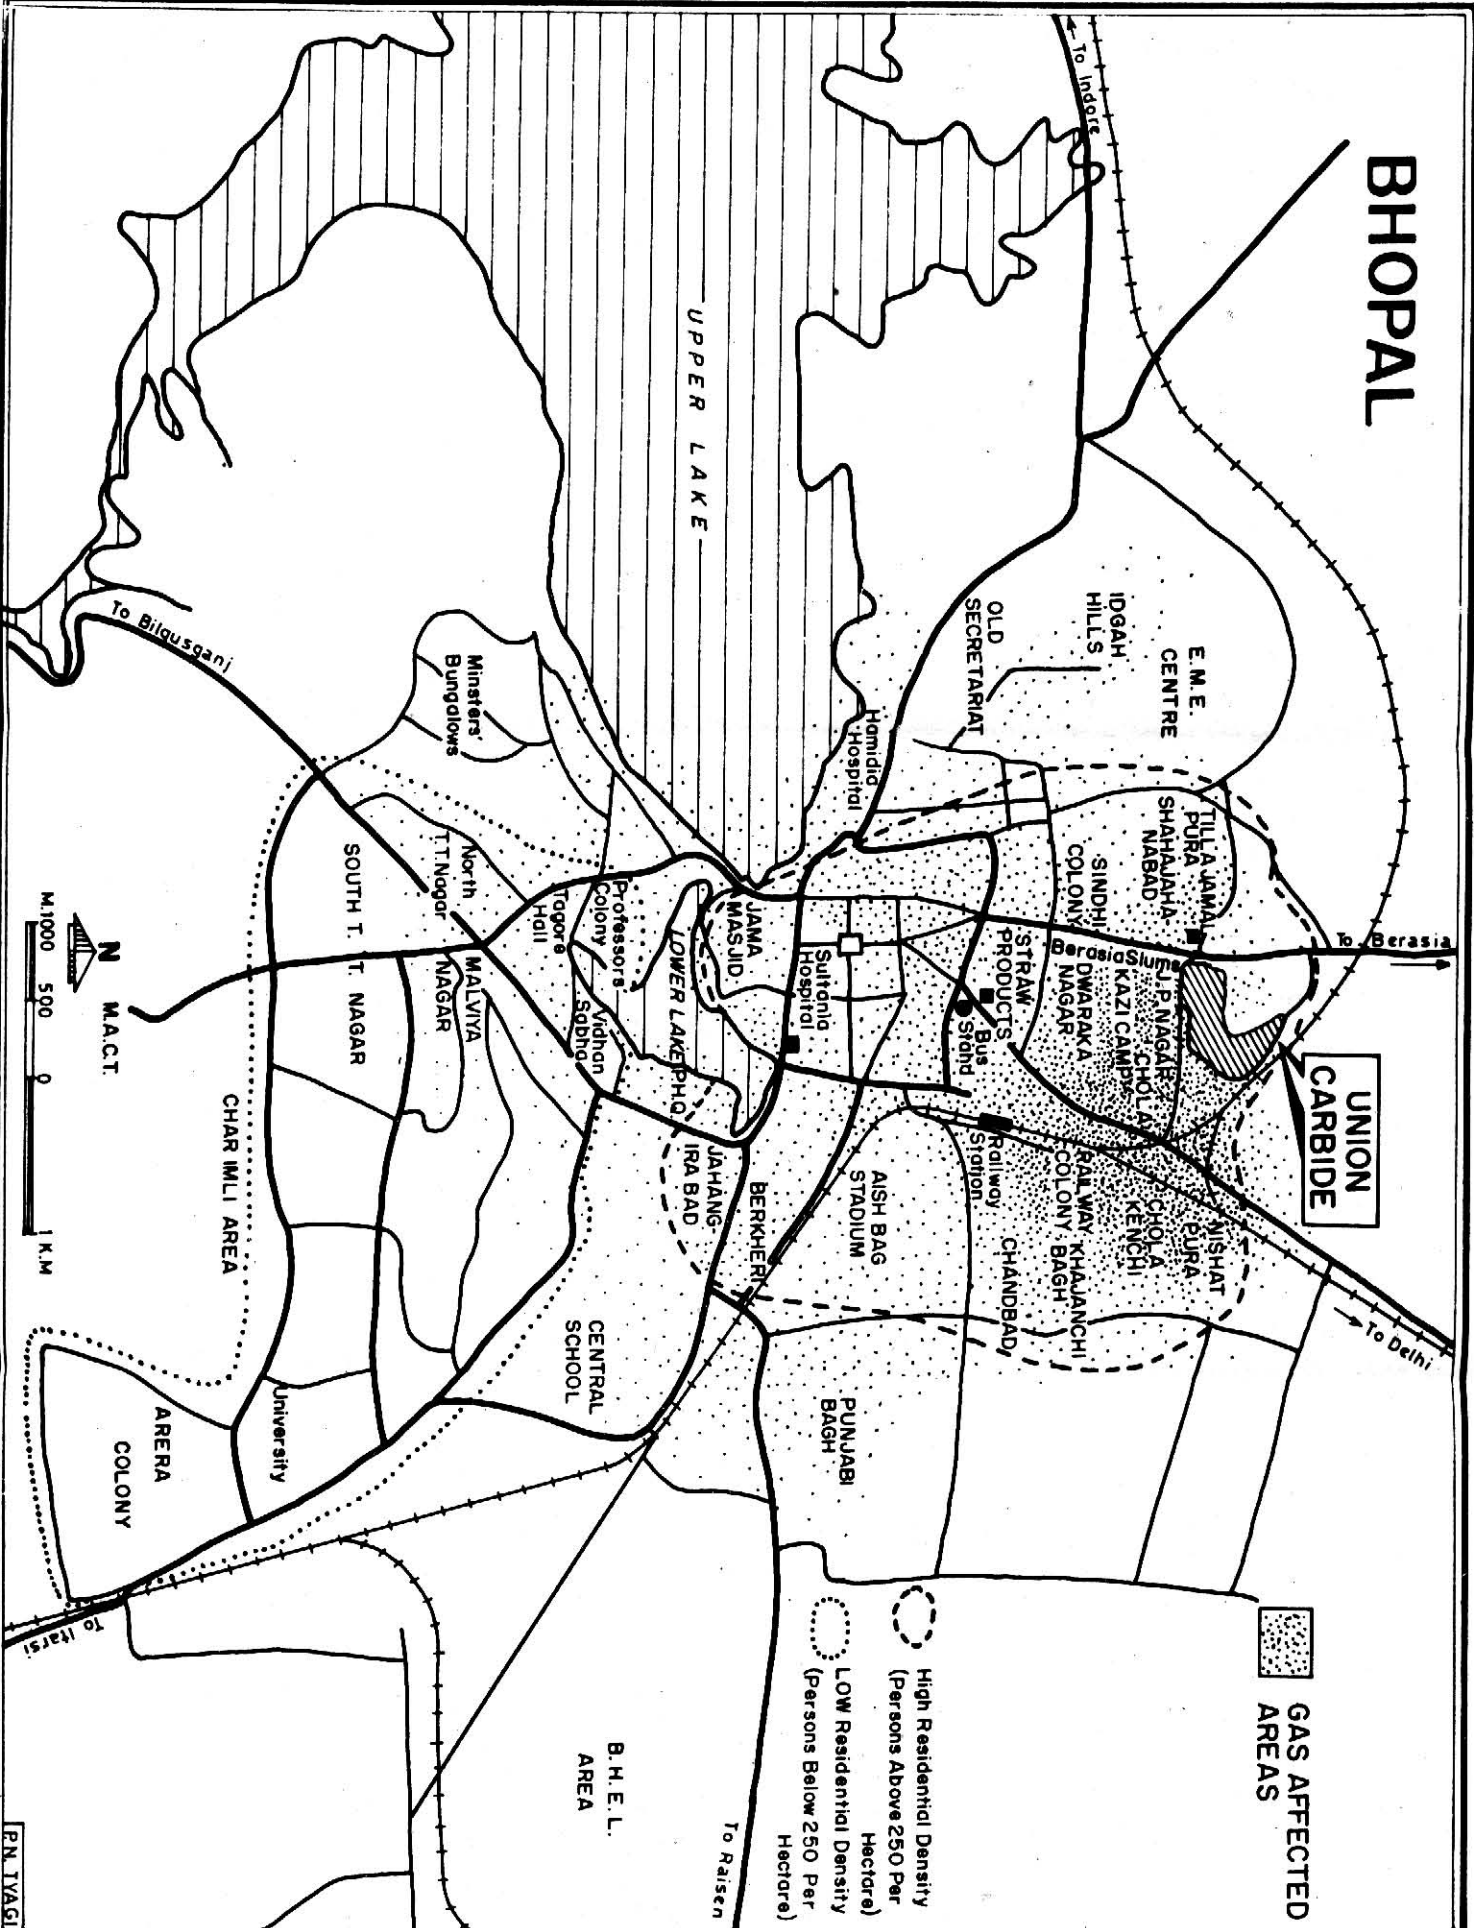 BHOPAL
To Indore
UNION
CARBIDE
GAS AFFECTED
AREAS
To Berasia
To Delhi
E.M.E.
CENTRE
IDGAH
HILLS
OLD
SECRETARIAT
TILLA JAMAL
PURA
SHAHAJAHA-
NABAD
SINDHI
COLONY
Berasia Slums
J.P. NAGAR
KAZI CAMP
DWARAKA
NAGAR
CHOLA
STRAW
PRODUCTS
Bus
Stand
NISHAT
PURA
CHOLA
KENCHI
RAILWAY
COLONY
KHAJANCHI
BAGH
CHANDBAD
Railway
Station
Hamidia
Hospital
Sultania
Hospital
AISH BAG
STADIUM
JAMA
MASJID
BERKHERI
PUNJABI
BAGH
High Residential Density
(Persons Above 250 Per
Hectare)
LOW Residential Density
(Persons Below 250 Per
Hectare)
UPPER LAKE
LOWER LAKE
P.H.Q.
JAHANG-
IRA BAD
To Raisen
Professors
Colony
Vidhan
Sabha
Tagore
Hall
CENTRAL
SCHOOL
B.H.E.L.
AREA
Minsters'
Bungalows
North
T.T. Nagar
MALVIYA
NAGAR
SOUTH T. T. NAGAR
University
CHAR IMLI AREA
To Bilqusganj
ARERA
COLONY
M.A.C.T.
N
M.1000 500 0 1 K.M
To Itarsi
P.N. TYAGI